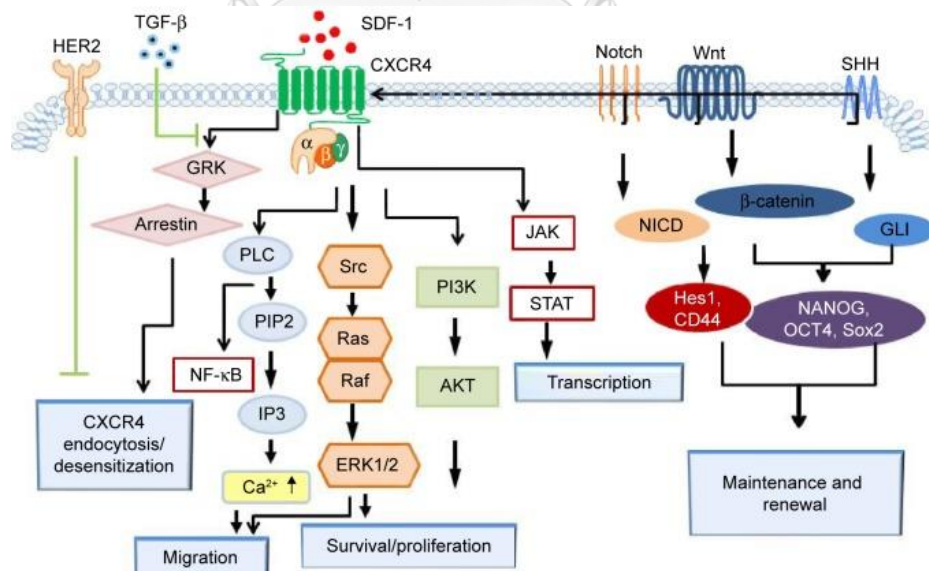 TGF-β
SDF-1
HER2
CXCR4
Notch
Wnt
SHH
α
β
γ
GRK
Arrestin
PLC
PIP2
NF-κB
IP3
Ca²⁺ ↑
Src
Ras
Raf
ERK1/2
PI3K
AKT
JAK
STAT
Transcription
NICD
β-catenin
GLI
Hes1,
CD44
NANOG,
OCT4, Sox2
CXCR4
endocytosis/
desensitization
Migration
Survival/proliferation
Maintenance and
renewal